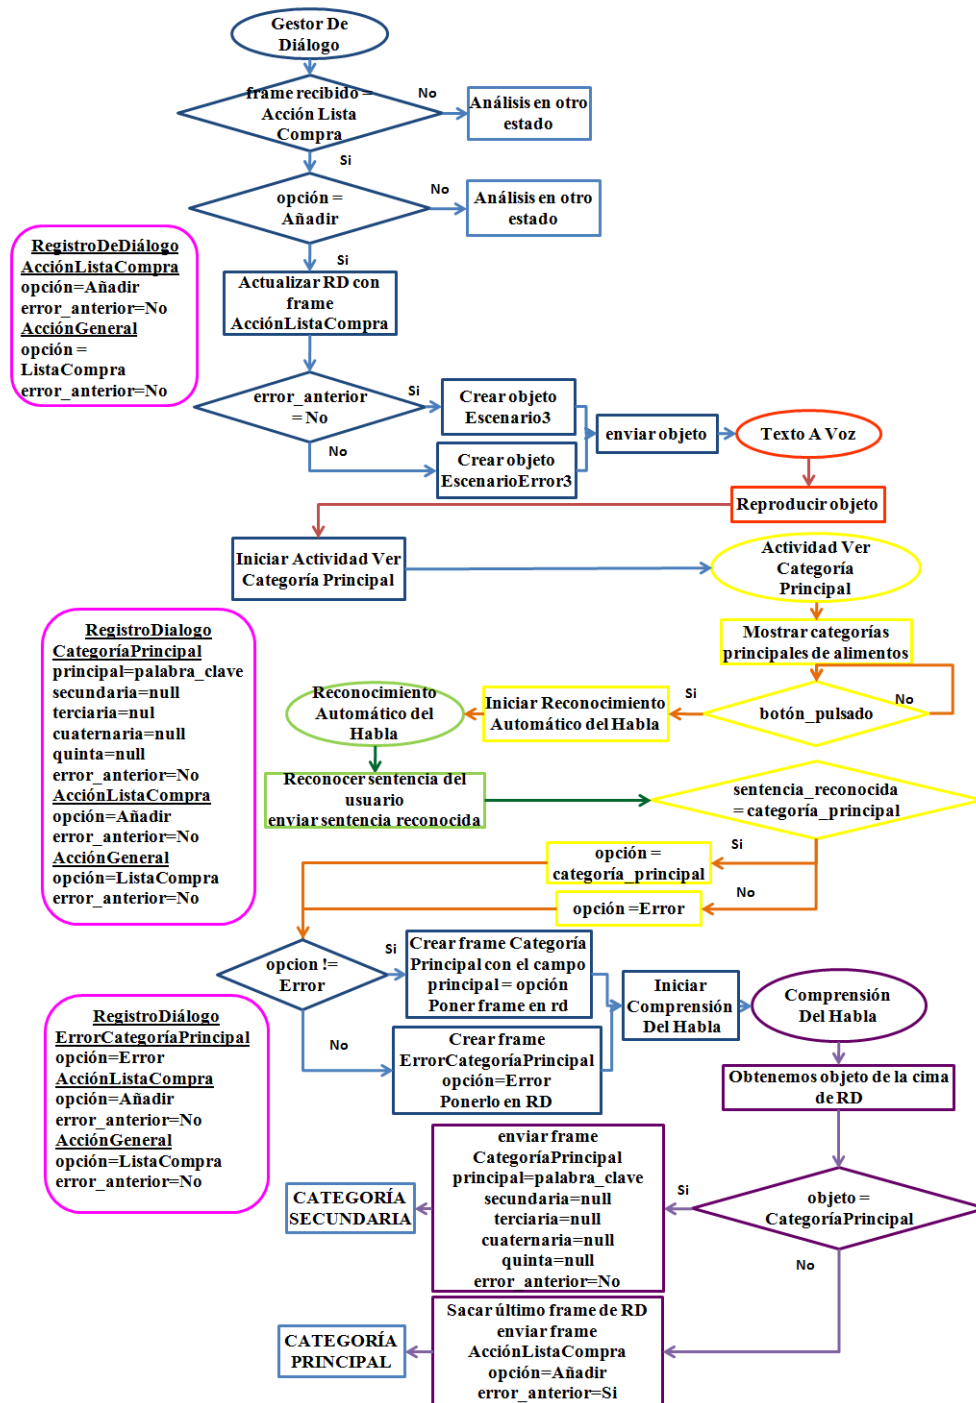 Gestor De
Diálogo
frame recibido =
Acción Lista
Compra
No
Análisis en otro
estado
Si
opción =
Añadir
No
Análisis en otro
estado
Si
RegistroDeDiálogo
AcciónListaCompra
opción=Añadir
error_anterior=No
AcciónGeneral
opción =
ListaCompra
error_anterior=No
Actualizar RD con
frame
AcciónListaCompra
error_anterior
= No
Si
Crear objeto
Escenario3
No
Crear objeto
EscenarioError3
enviar objeto
Texto A Voz
Reproducir objeto
Iniciar Actividad Ver
Categoría Principal
Actividad Ver
Categoría
Principal
Mostrar categorías
principales de alimentos
botón_pulsado
No
Si
Iniciar Reconocimiento
Automático del Habla
Reconocimiento
Automático del
Habla
Reconocer sentencia del
usuario
enviar sentencia reconocida
sentencia_reconocida
= categoría_principal
Si
opción =
categoría_principal
No
opción =Error
RegistroDialogo
CategoríaPrincipal
principal=palabra_clave
secundaria=null
terciaria=nul
cuaternaria=null
quinta=null
error_anterior=No
AcciónListaCompra
opción=Añadir
error_anterior=No
AcciónGeneral
opción=ListaCompra
error_anterior=No
opcion !=
Error
Si
Crear frame Categoría
Principal con el campo
principal = opción
Poner frame en rd
No
Crear frame
ErrorCategoríaPrincipal
opción=Error
Ponerlo en RD
Iniciar
Comprensión
Del Habla
Comprensión
Del Habla
Obtenemos objeto de la cima
de RD
RegistroDiálogo
ErrorCategoríaPrincipal
opción=Error
AcciónListaCompra
opción=Añadir
error_anterior=No
AcciónGeneral
opción=ListaCompra
error_anterior=No
objeto =
CategoríaPrincipal
Si
enviar frame
CategoríaPrincipal
principal=palabra_clave
secundaria=null
terciaria=null
cuaternaria=null
quinta=null
error_anterior=No
CATEGORÍA
SECUNDARIA
No
Sacar último frame de RD
enviar frame
AcciónListaCompra
opción=Añadir
error_anterior=Si
CATEGORÍA
PRINCIPAL